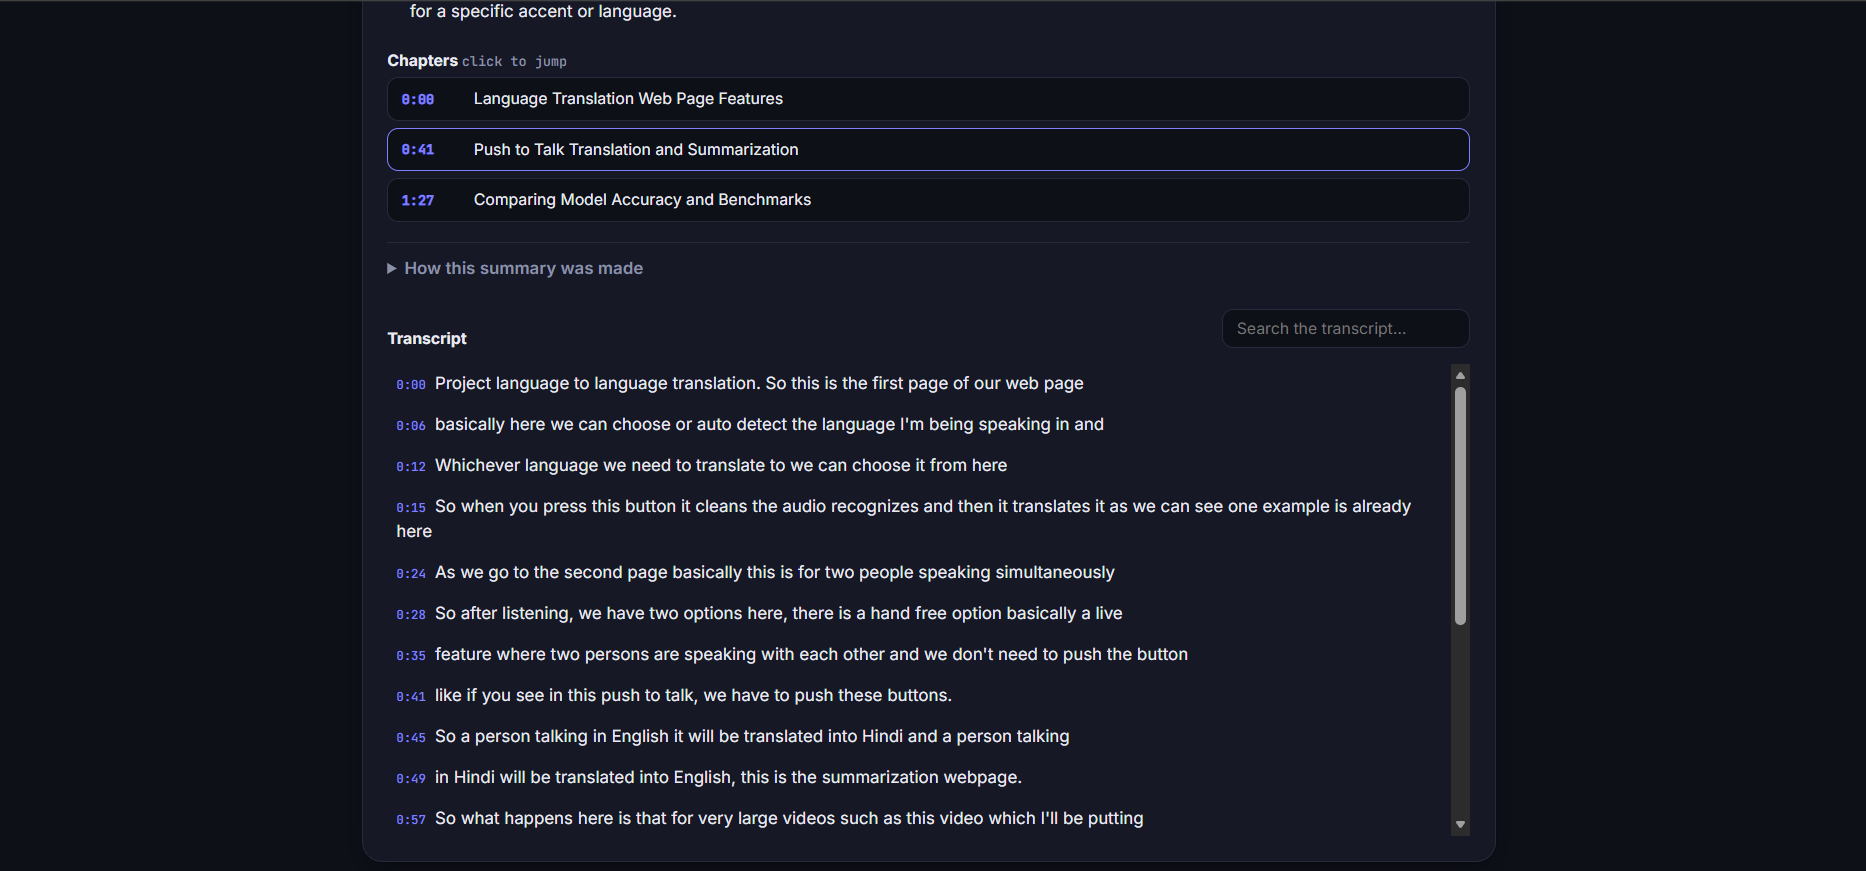 for a specific accent or language.
Chapters click to jump
0:00 Language Translation Web Page Features
0:41 Push to Talk Translation and Summarization
1:27 Comparing Model Accuracy and Benchmarks
How this summary was made
Search the transcript...
Transcript
0:00 Project language to language translation. So this is the first page of our web page
0:06 basically here we can choose or auto detect the language I'm being speaking in and
0:12 Whichever language we need to translate to we can choose it from here
0:15 So when you press this button it cleans the audio recognizes and then it translates it as we can see one example is already
here
0:24 As we go to the second page basically this is for two people speaking simultaneously
0:28 So after listening, we have two options here, there is a hand free option basically a live
0:35 feature where two persons are speaking with each other and we don't need to push the button
0:41 like if you see in this push to talk, we have to push these buttons.
0:45 So a person talking in English it will be translated into Hindi and a person talking
0:49 in Hindi will be translated into English, this is the summarization webpage.
0:57 So what happens here is that for very large videos such as this video which I'll be putting